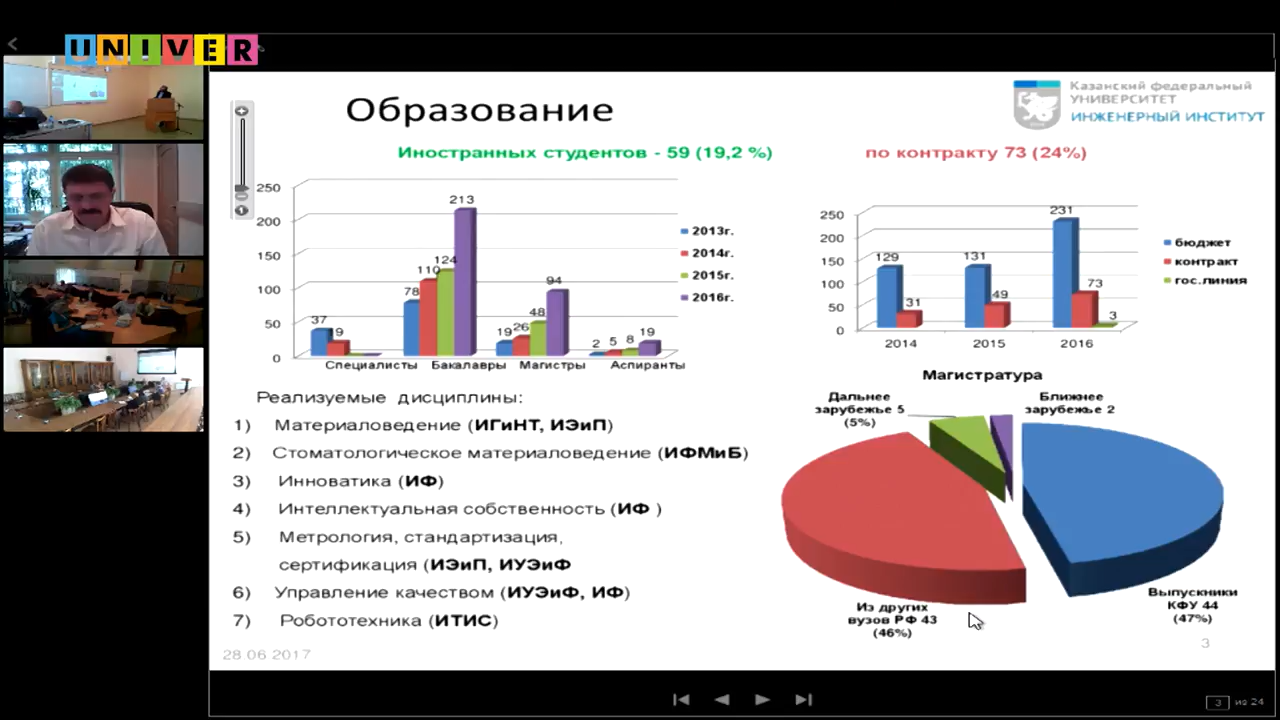 UNIVER
Образование
Казанский федеральный
УНИВЕРСИТЕТ
ИНЖЕНЕРНЫЙ ИНСТИТУТ
Иностранных студентов - 59 (19,2 %)
по контракту 73 (24%)
250
200
150
100
50
0
37
19
78
110
124
213
19
26
48
94
2
5
8
19
Специалисты
Бакалавры
Магистры
Аспиранты
2013г.
2014г.
2015г.
2016г.
250
200
150
100
50
0
129
31
131
49
231
73
3
2014
2015
2016
бюджет
контракт
гос.линия
Реализуемые дисциплины:
1) Материаловедение (ИГиНТ, ИЭиП)
2) Стоматологическое материаловедение (ИФМиБ)
3) Инноватика (ИФ)
4) Интеллектуальная собственность (ИФ )
5) Метрология, стандартизация,
сертификация (ИЭиП, ИУЭиФ
6) Управление качеством (ИУЭиФ, ИФ)
7) Робототехника (ИТИС)
Магистратура
Дальнее
зарубежье 5
(5%)
Ближнее
зарубежье 2
Из других
вузов РФ 43
(46%)
Выпускники
КФУ 44
(47%)
28.06.2017
3
3 из 24